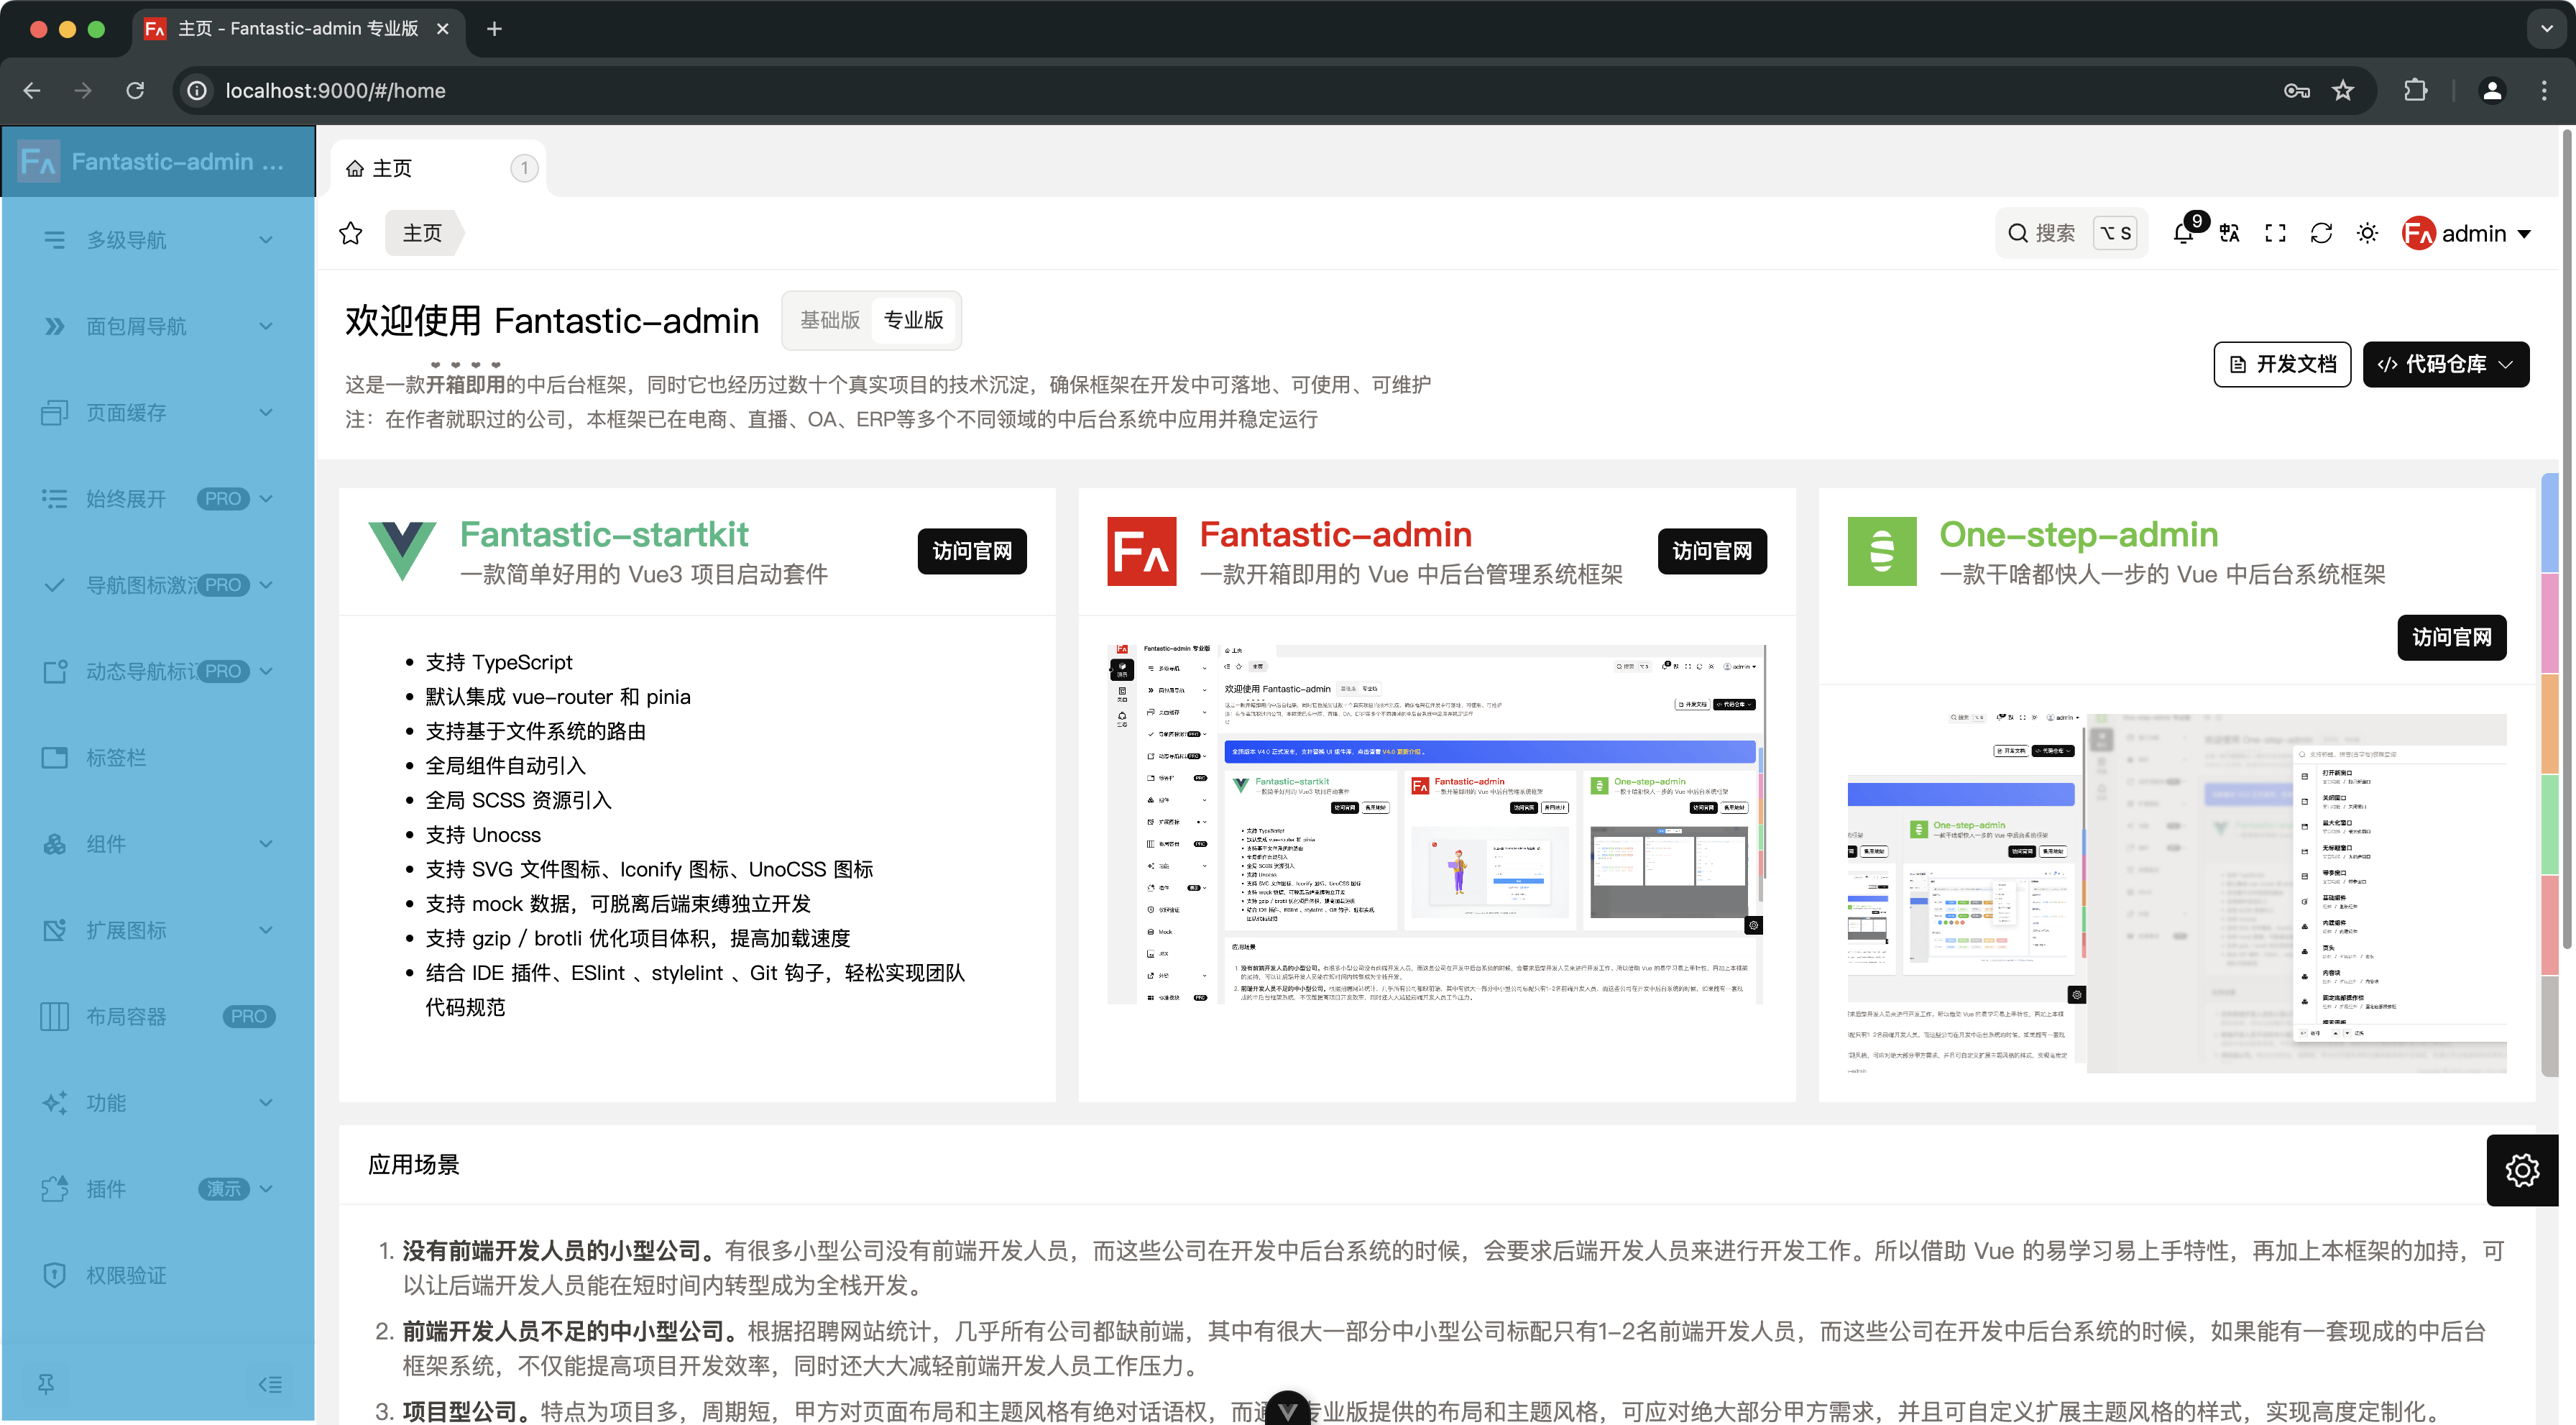 主页 - Fantastic-admin 专业版
localhost:9000/#/home
Fantastic-admin ...
多级导航
面包屑导航
页面缓存
始终展开 PRO
导航图标激活 PRO
动态导航标记 PRO
标签栏
组件
扩展图标
布局容器 PRO
功能
插件 演示
权限验证
主页 1
主页
搜索 ⌥ S
9
admin
欢迎使用 Fantastic-admin 基础版 专业版
这是一款开箱即用的中后台框架，同时它也经历过数十个真实项目的技术沉淀，确保框架在开发中可落地、可使用、可维护
注：在作者就职过的公司，本框架已在电商、直播、OA、ERP等多个不同领域的中后台系统中应用并稳定运行
开发文档 代码仓库
Fantastic-startkit
一款简单好用的 Vue3 项目启动套件
访问官网
支持 TypeScript
默认集成 vue-router 和 pinia
支持基于文件系统的路由
全局组件自动引入
全局 SCSS 资源引入
支持 Unocss
支持 SVG 文件图标、Iconify 图标、UnoCSS 图标
支持 mock 数据，可脱离后端束缚独立开发
支持 gzip / brotli 优化项目体积，提高加载速度
结合 IDE 插件、ESlint 、stylelint 、Git 钩子，轻松实现团队
代码规范
Fantastic-admin
一款开箱即用的 Vue 中后台管理系统框架
访问官网
One-step-admin
一款干啥都快人一步的 Vue 中后台系统框架
访问官网
应用场景
1. 没有前端开发人员的小型公司。有很多小型公司没有前端开发人员，而这些公司在开发中后台系统的时候，会要求后端开发人员来进行开发工作。所以借助 Vue 的易学习易上手特性，再加上本框架的加持，可
以让后端开发人员能在短时间内转型成为全栈开发。
2. 前端开发人员不足的中小型公司。根据招聘网站统计，几乎所有公司都缺前端，其中有很大一部分中小型公司标配只有1-2名前端开发人员，而这些公司在开发中后台系统的时候，如果能有一套现成的中后台
框架系统，不仅能提高项目开发效率，同时还大大减轻前端开发人员工作压力。
3. 项目型公司。特点为项目多，周期短，甲方对页面布局和主题风格有绝对话语权，而 专业版提供的布局和主题风格，可应对绝大部分甲方需求，并且可自定义扩展主题风格的样式，实现高度定制化。